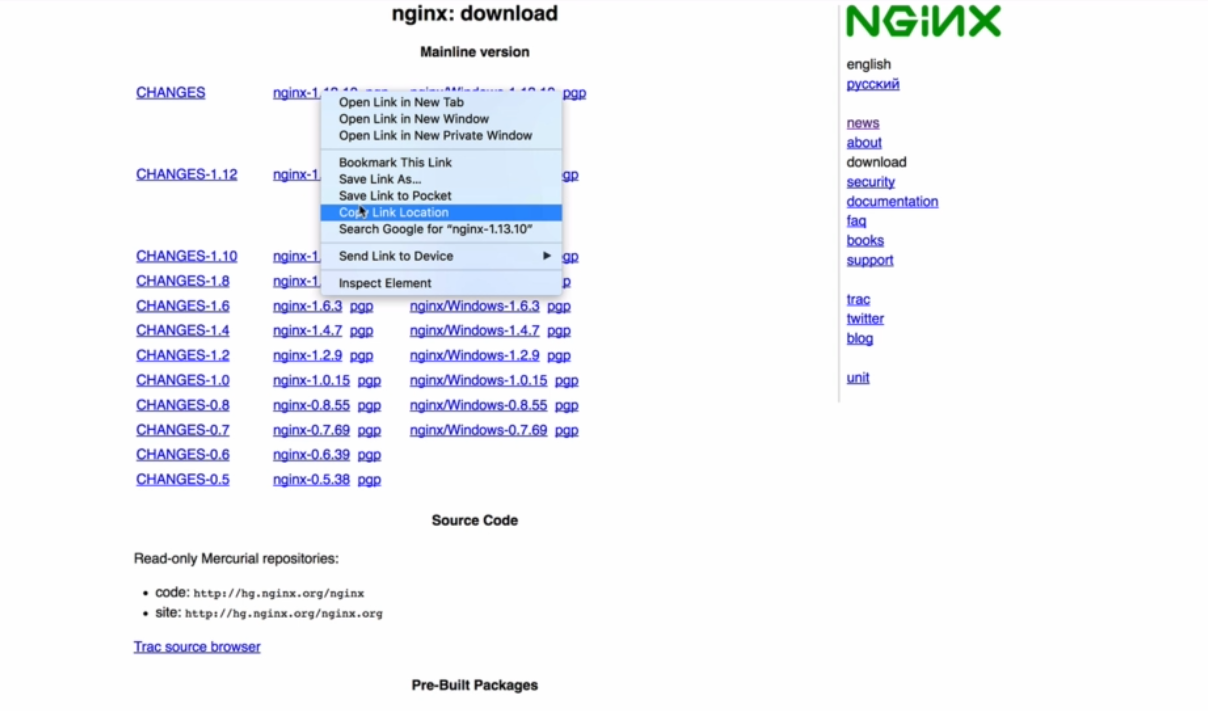 nginx: download
NGINX
Mainline version
english
русский
CHANGES nginx-1.13.10 pgp nginx/Windows-1.13.10 pgp
Open Link in New Tab
Open Link in New Window
Open Link in New Private Window
news
about
Bookmark This Link
download
CHANGES-1.12 nginx-1. gp
Save Link As...
security
Save Link to Pocket
documentation
Copy Link Location
faq
Search Google for “nginx-1.13.10”
books
CHANGES-1.10 nginx-1. gp
Send Link to Device
support
CHANGES-1.8 nginx-1. p
Inspect Element
trac
CHANGES-1.6 nginx-1.6.3 pgp nginx/Windows-1.6.3 pgp
twitter
CHANGES-1.4 nginx-1.4.7 pgp nginx/Windows-1.4.7 pgp
blog
CHANGES-1.2 nginx-1.2.9 pgp nginx/Windows-1.2.9 pgp
unit
CHANGES-1.0 nginx-1.0.15 pgp nginx/Windows-1.0.15 pgp
CHANGES-0.8 nginx-0.8.55 pgp nginx/Windows-0.8.55 pgp
CHANGES-0.7 nginx-0.7.69 pgp nginx/Windows-0.7.69 pgp
CHANGES-0.6 nginx-0.6.39 pgp
CHANGES-0.5 nginx-0.5.38 pgp
Source Code
Read-only Mercurial repositories:
• code: http://hg.nginx.org/nginx
• site: http://hg.nginx.org/nginx.org
Trac source browser
Pre-Built Packages